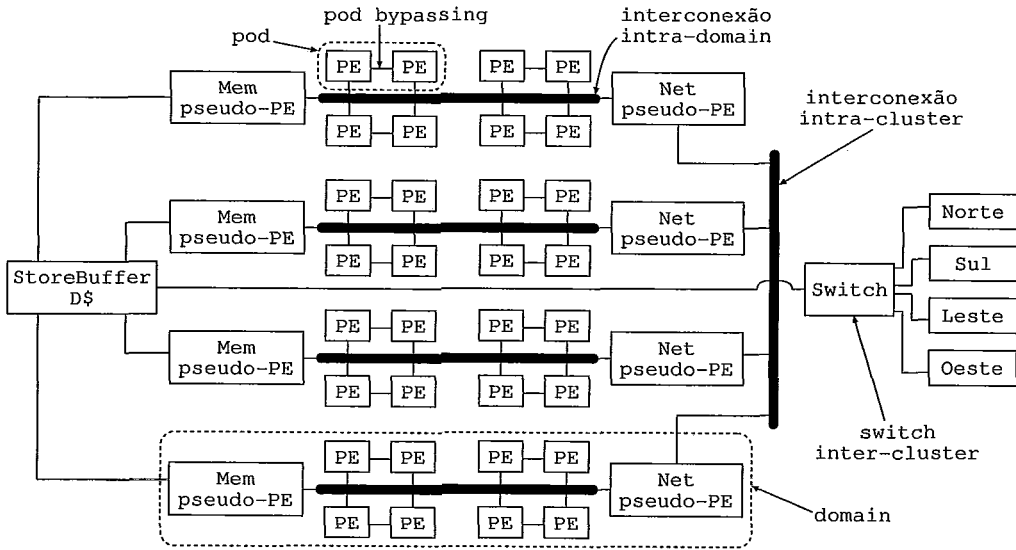 pod bypassing
interconexão
intra-domain
pod
PE PE PE PE
Mem
pseudo-PE
Net
pseudo-PE
PE PE PE PE
interconexão
intra-cluster
PE PE PE PE
Mem
pseudo-PE
Net
pseudo-PE
PE PE PE PE
Norte
StoreBuffer
D$
Switch
Sul
Leste
PE PE PE PE
Mem
pseudo-PE
Net
pseudo-PE
PE PE PE PE
Oeste
switch
inter-cluster
PE PE PE PE
Mem
pseudo-PE
Net
pseudo-PE
PE PE PE PE
domain